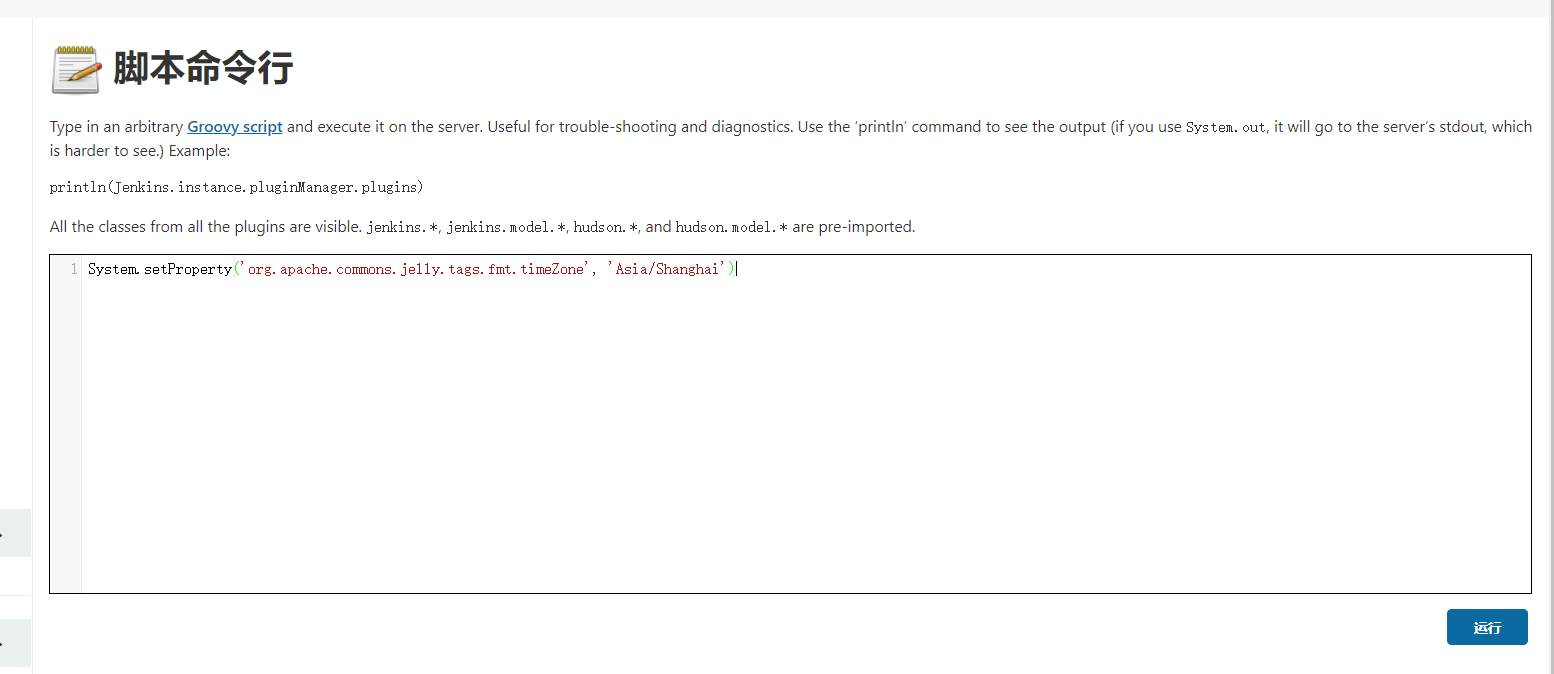 脚本命令行
Type in an arbitrary Groovy script and execute it on the server. Useful for trouble-shooting and diagnostics. Use the 'println' command to see the output (if you use System.out, it will go to the server's stdout, which
is harder to see.) Example:
println(Jenkins.instance.pluginManager.plugins)
All the classes from all the plugins are visible. jenkins.*, jenkins.model.*, hudson.*, and hudson.model.* are pre-imported.
1 System.setProperty('org.apache.commons.jelly.tags.fmt.timeZone', 'Asia/Shanghai')
运行